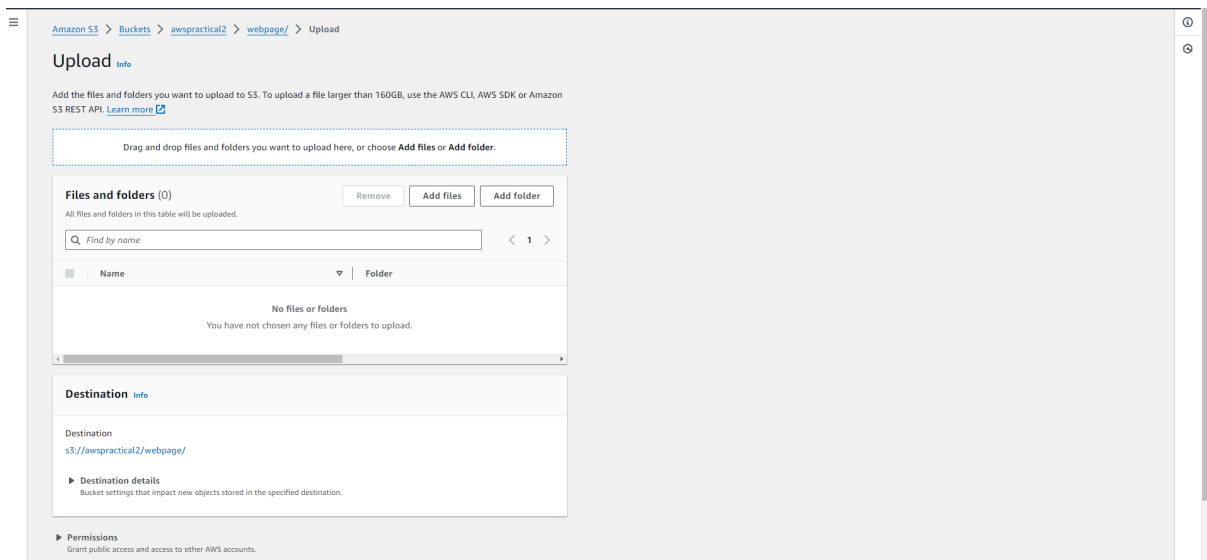 Amazon S3 > Buckets > awspractical2 > webpage/ > Upload
Upload Info
Add the files and folders you want to upload to S3. To upload a file larger than 160GB, use the AWS CLI, AWS SDK or Amazon
S3 REST API. Learn more
Drag and drop files and folders you want to upload here, or choose Add files or Add folder.
Files and folders (0)
Remove
Add files
Add folder
All files and folders in this table will be uploaded.
Find by name
< 1 >
Name
Folder
No files or folders
You have not chosen any files or folders to upload.
Destination Info
Destination
s3://awspractical2/webpage/
Destination details
Bucket settings that impact new objects stored in the specified destination.
Permissions
Grant public access and access to other AWS accounts.